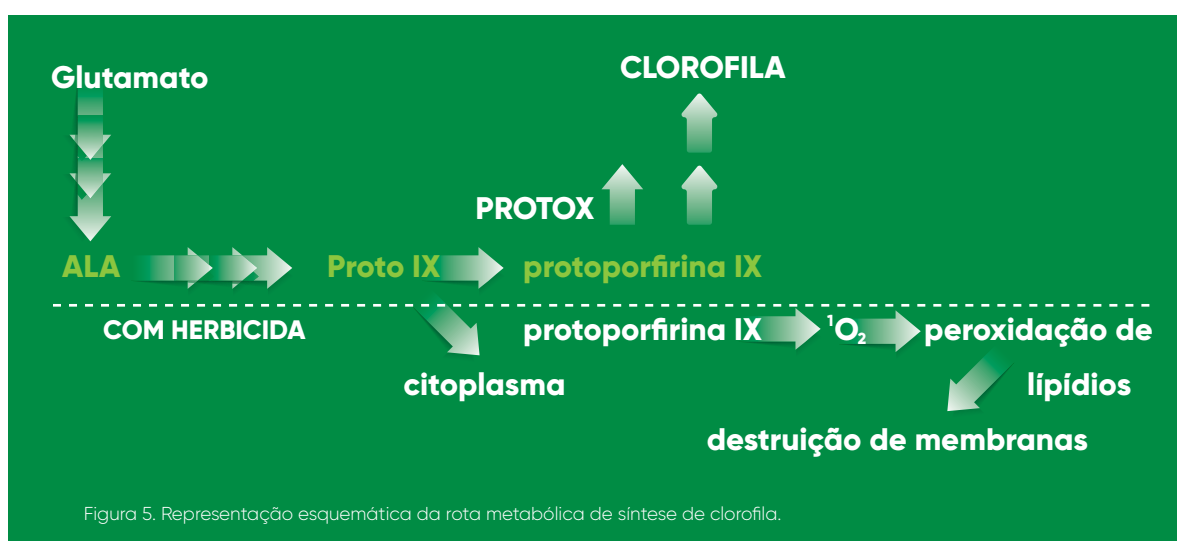 Glutamato
CLOROFILA
PROTOX
ALA
Proto IX
protoporfirina IX
COM HERBICIDA
protoporfirina IX
¹O₂
peroxidação de
citoplasma
lípídios
destruição de membranas
Figura 5. Representação esquemática da rota metabólica de síntese de clorofila.